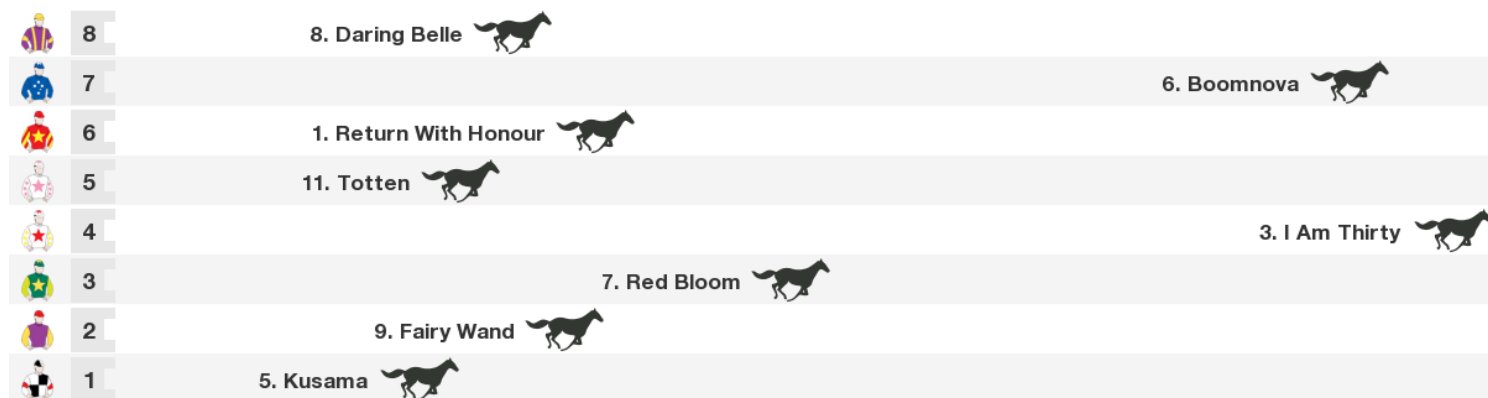 8 8. Daring Belle
7 6. Boomnova
6 1. Return With Honour
5 11. Totten
4 3. I Am Thirty
3 7. Red Bloom
2 9. Fairy Wand
1 5. Kusama